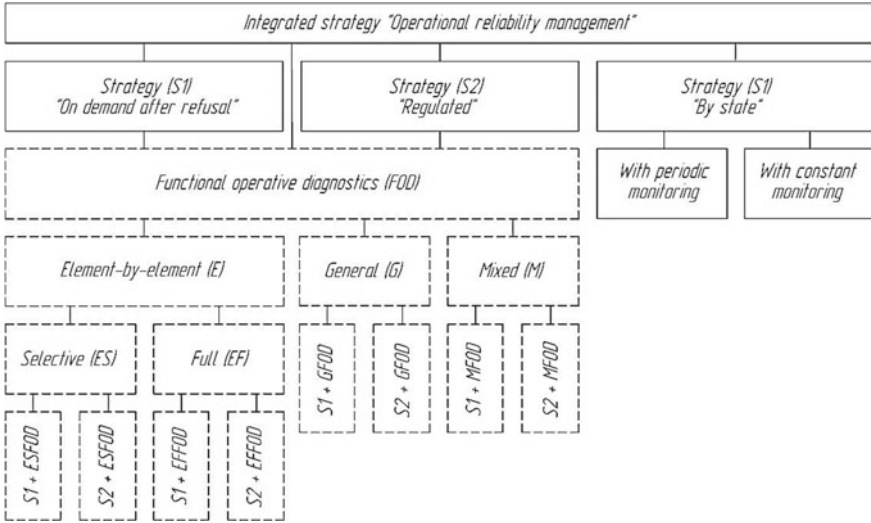 Integrated strategy "Operational reliability management"
Strategy (S1)
"On demand after refusal"
Strategy (S2)
"Regulated"
Strategy (S1)
"By state"
Functional operative diagnostics (FOD)
With periodic
monitoring
With constant
monitoring
Element-by-element (E)
General (G)
Mixed (M)
Selective (ES)
Full (EF)
S1 + GFOD
S2 + GFOD
S1 + MFOD
S2 + MFOD
S1 + ESFOD
S2 + ESFOD
S1 + EFFOD
S2 + EFFOD